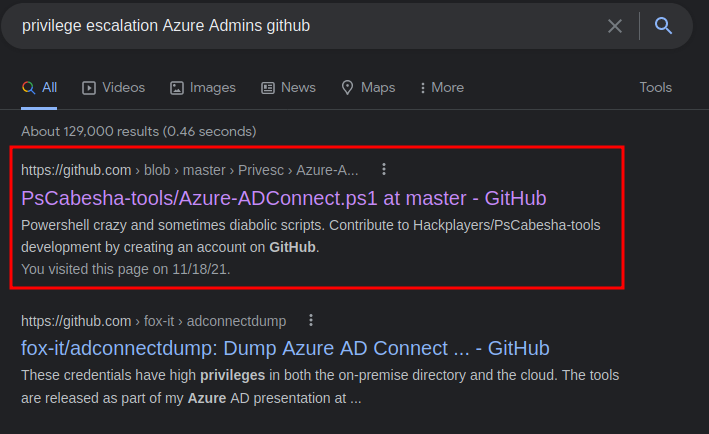 privilege escalation Azure Admins github
All Videos Images News Maps More Tools
About 129,000 results (0.46 seconds)
https://github.com › blob › master › Privesc › Azure-A...
PsCabesha-tools/Azure-ADConnect.ps1 at master - GitHub
Powershell crazy and sometimes diabolic scripts. Contribute to Hackplayers/PsCabesha-tools
development by creating an account on GitHub.
You visited this page on 11/18/21.
https://github.com › fox-it › adconnectdump
fox-it/adconnectdump: Dump Azure AD Connect ... - GitHub
These credentials have high privileges in both the on-premise directory and the cloud. The tools
are released as part of my Azure AD presentation at ...